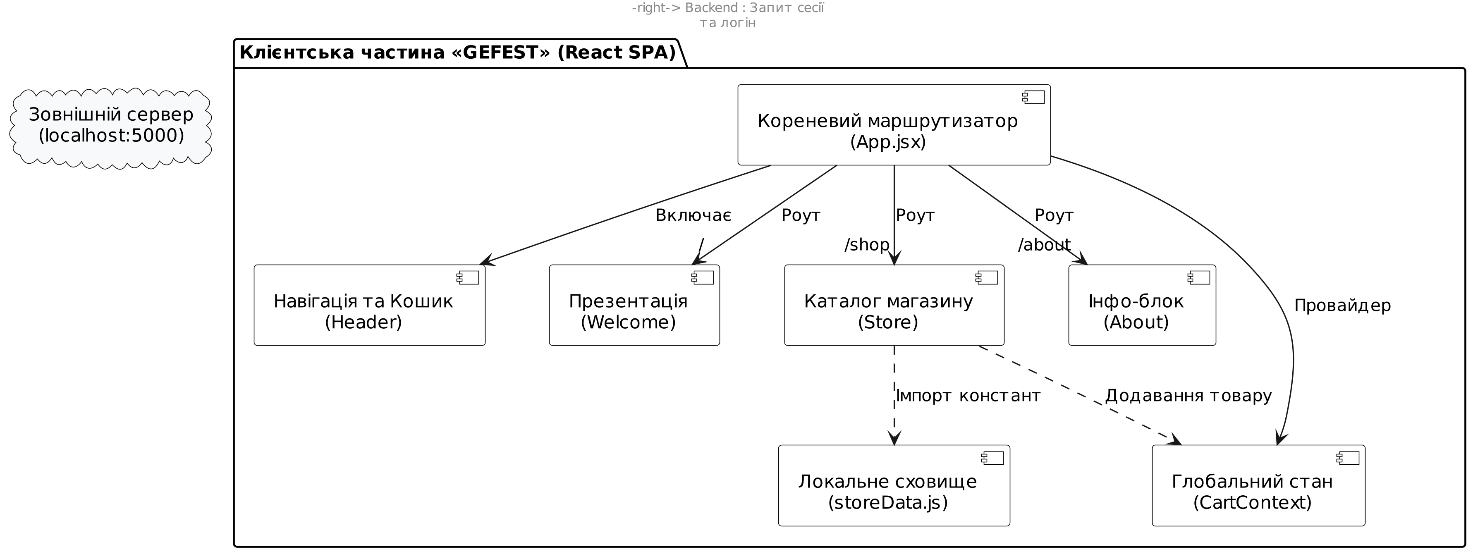 -right-> Backend : Запит сесії
та логін
Клієнтська частина «GEFEST» (React SPA)
Зовнішній сервер
(localhost:5000)
Кореневий маршрутизатор
(App.jsx)
Включає
Роут
/
Роут
/shop
Роут
/about
Провайдер
Навігація та Кошик
(Header)
Презентація
(Welcome)
Каталог магазину
(Store)
Інфо-блок
(About)
Імпорт констант
Додавання товару
Локальне сховище
(storeData.js)
Глобальний стан
(CartContext)